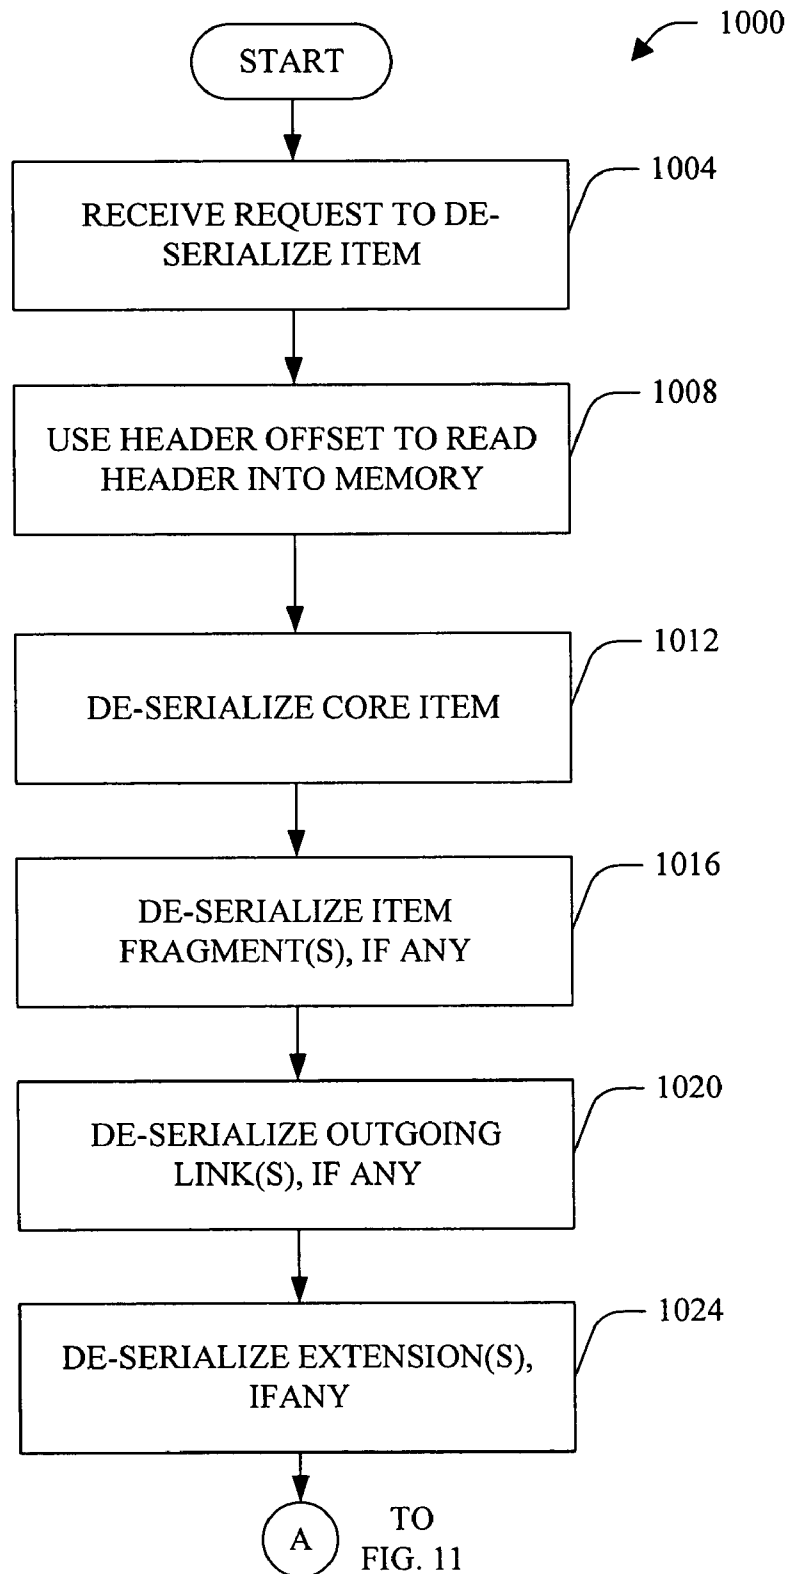 1000
START
1004
RECEIVE REQUEST TO DE-
SERIALIZE ITEM
1008
USE HEADER OFFSET TO READ
HEADER INTO MEMORY
1012
DE-SERIALIZE CORE ITEM
1016
DE-SERIALIZE ITEM
FRAGMENT(S), IF ANY
1020
DE-SERIALIZE OUTGOING
LINK(S), IF ANY
1024
DE-SERIALIZE EXTENSION(S),
IFANY
A
TO
FIG. 11